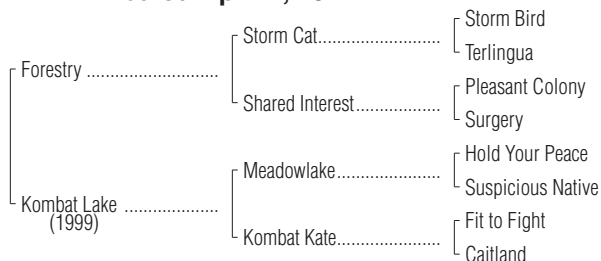 Storm Bird
Storm Cat
Terlingua
Forestry
Pleasant Colony
Shared Interest
Surgery
Hold Your Peace
Meadowlake
Suspicious Native
Kombat Lake
(1999)
Fit to Fight
Kombat Kate
Caitland